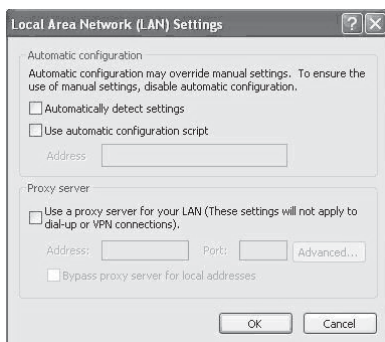 Local Area Network (LAN) Settings
Automatic configuration
Automatic configuration may override manual settings. To ensure the
use of manual settings, disable automatic configuration.
Automatically detect settings
Use automatic configuration script
Address
Proxy server
Use a proxy server for your LAN (These settings will not apply to
dial-up or VPN connections).
Address:
Port:
Advanced...
Bypass proxy server for local addresses
OK
Cancel